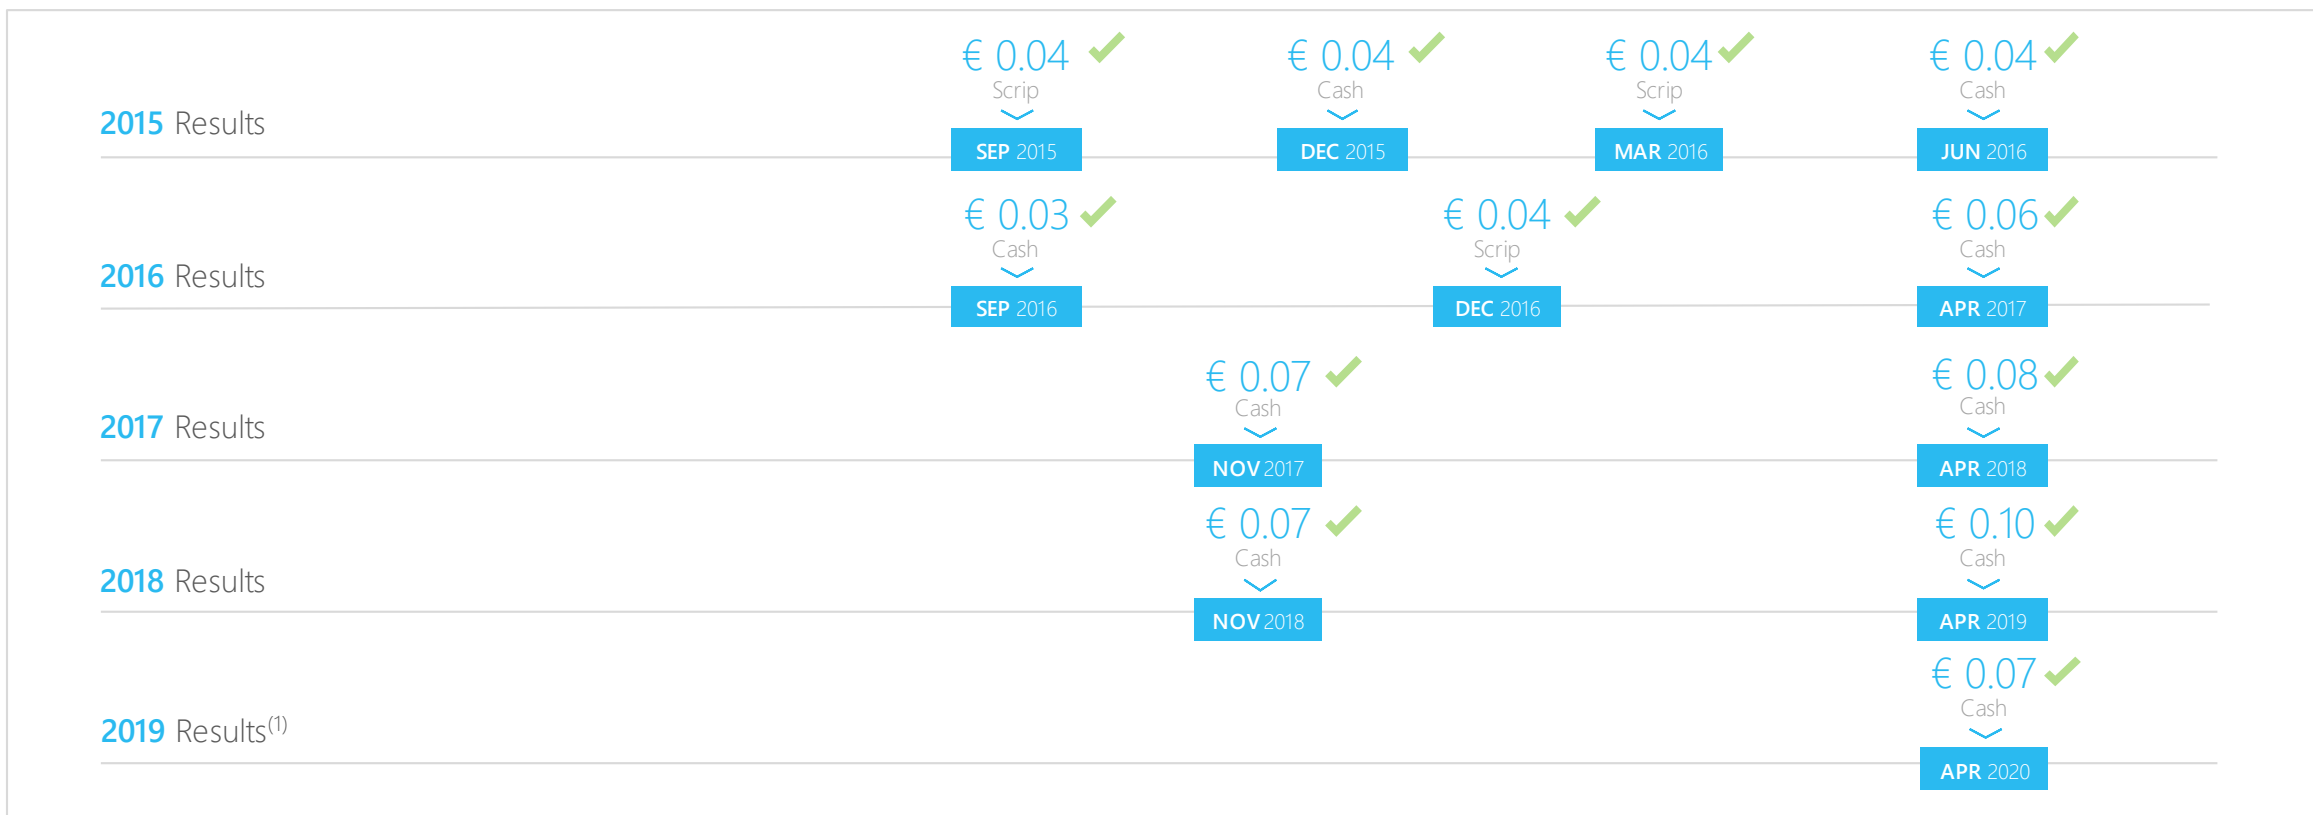 € 0.04 € 0.04 € 0.04 € 0.04
Scrip Cash Scrip Cash
2015 Results
SEP 2015 DEC 2015 MAR 2016 JUN 2016
€ 0.03 € 0.04 € 0.06
Cash Scrip Cash
2016 Results
SEP 2016 DEC 2016 APR 2017
€ 0.07 € 0.08
Cash Cash
2017 Results
NOV 2017 APR 2018
€ 0.07 € 0.10
Cash Cash
2018 Results
NOV 2018 APR 2019
€ 0.07
Cash
2019 Results(1)
APR 2020